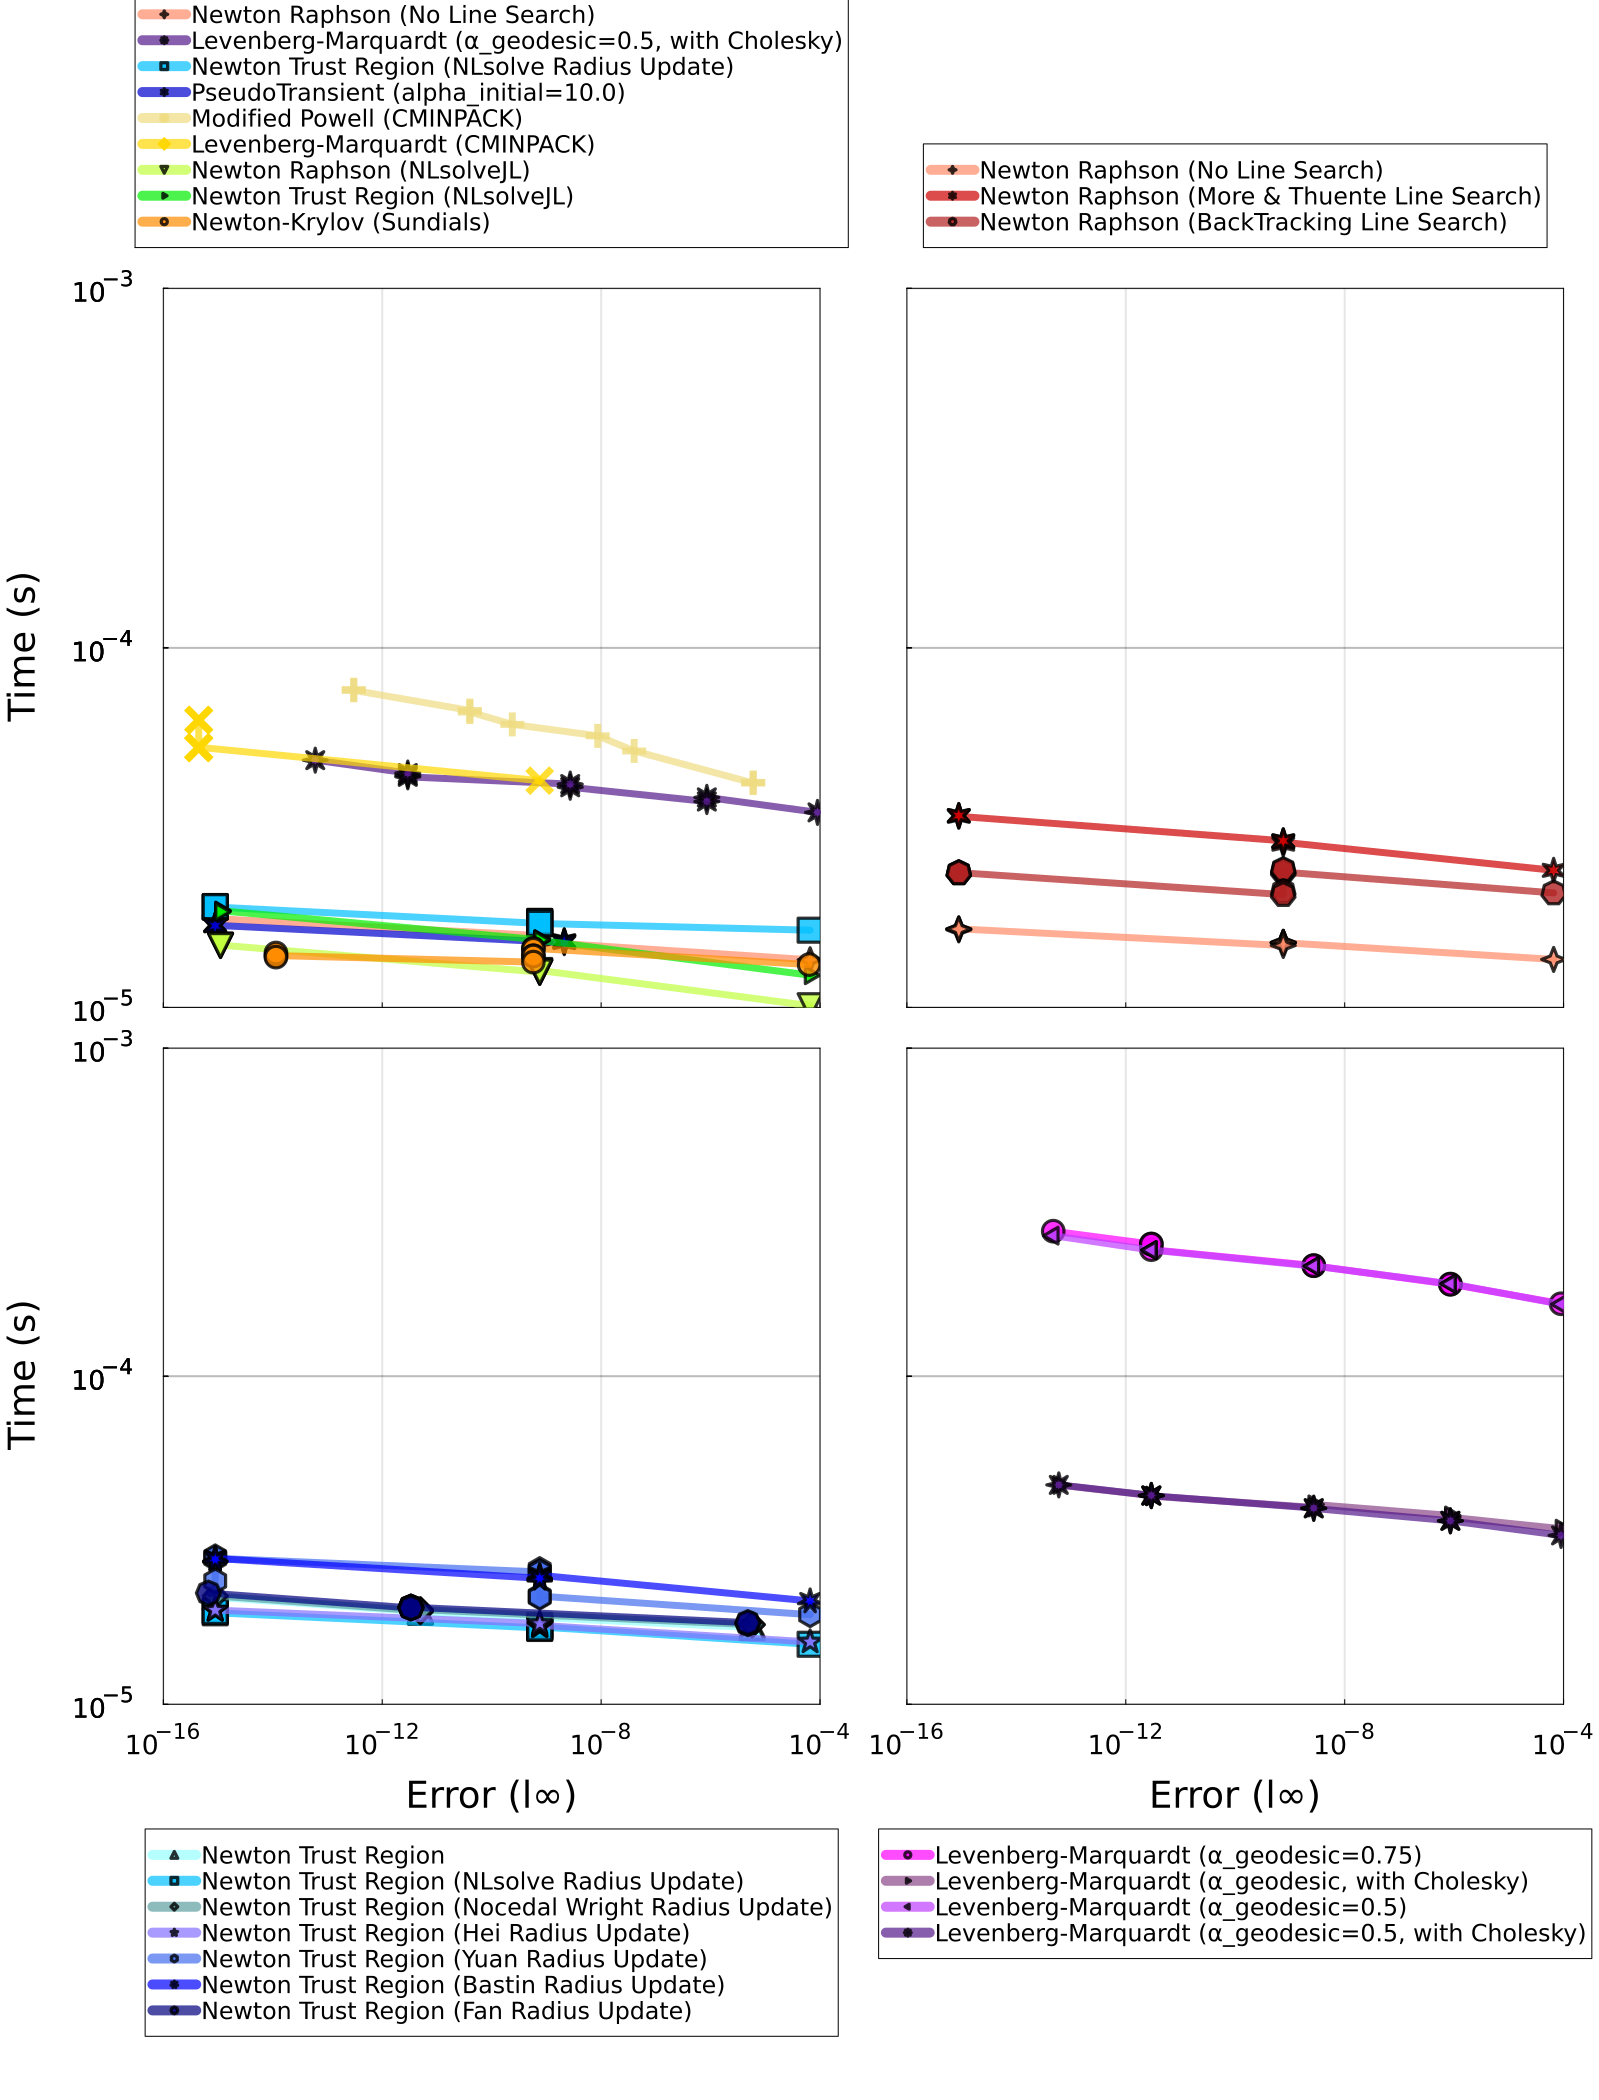 Newton Raphson (No Line Search)
Levenberg-Marquardt (α_geodesic=0.5, with Cholesky)
Newton Trust Region (NLsolve Radius Update)
PseudoTransient (alpha_initial=10.0)
Modified Powell (CMINPACK)
Levenberg-Marquardt (CMINPACK)
Newton Raphson (NLsolveJL)
Newton Trust Region (NLsolveJL)
Newton-Krylov (Sundials)
Newton Raphson (No Line Search)
Newton Raphson (More & Thuente Line Search)
Newton Raphson (BackTracking Line Search)
10⁻³
Time (s)
10⁻⁴
10⁻⁵
10⁻³
Time (s)
10⁻⁴
10⁻⁵
10⁻¹⁶ 10⁻¹² 10⁻⁸ 10⁻⁴
10⁻¹⁶ 10⁻¹² 10⁻⁸ 10⁻⁴
Error (l∞)
Error (l∞)
Newton Trust Region
Newton Trust Region (NLsolve Radius Update)
Newton Trust Region (Nocedal Wright Radius Update)
Newton Trust Region (Hei Radius Update)
Newton Trust Region (Yuan Radius Update)
Newton Trust Region (Bastin Radius Update)
Newton Trust Region (Fan Radius Update)
Levenberg-Marquardt (α_geodesic=0.75)
Levenberg-Marquardt (α_geodesic, with Cholesky)
Levenberg-Marquardt (α_geodesic=0.5)
Levenberg-Marquardt (α_geodesic=0.5, with Cholesky)